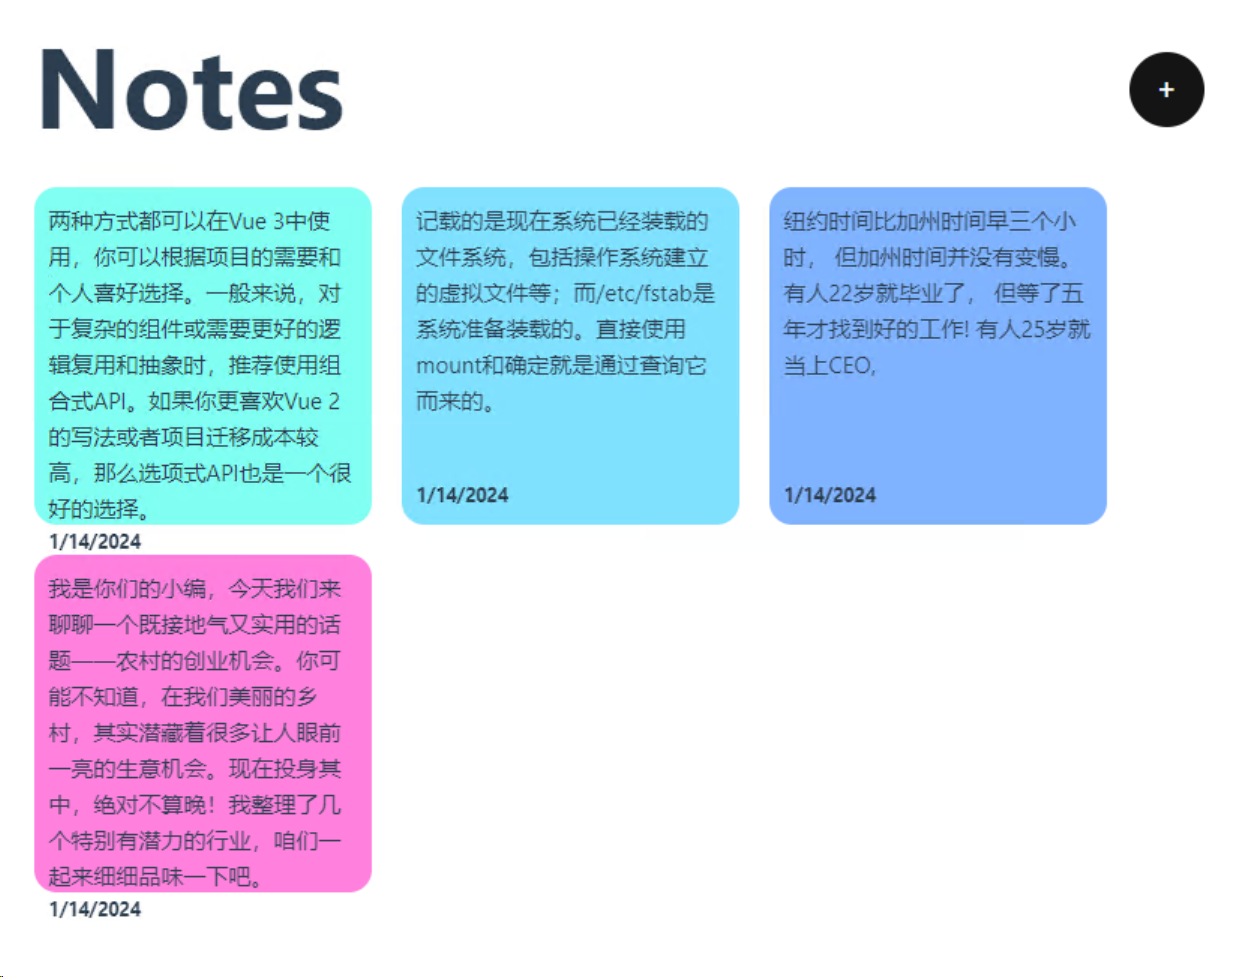 Notes
+
两种方式都可以在Vue 3中使
用，你可以根据项目的需要和
个人喜好选择。一般来说，对
于复杂的组件或需要更好的逻
辑复用和抽象时，推荐使用组
合式API。如果你更喜欢Vue 2
的写法或者项目迁移成本较
高，那么选项式API也是一个很
好的选择。
1/14/2024
记载的是现在系统已经装载的
文件系统，包括操作系统建立
的虚拟文件等；而/etc/fstab是
系统准备装载的。直接使用
mount和确定就是通过查询它
而来的。
1/14/2024
纽约时间比加州时间早三个小
时， 但加州时间并没有变慢。
有人22岁就毕业了， 但等了五
年才找到好的工作! 有人25岁就
当上CEO,
1/14/2024
我是你们的小编，今天我们来
聊聊一个既接地气又实用的话
题——农村的创业机会。你可
能不知道，在我们美丽的乡
村，其实潜藏着很多让人眼前
一亮的生意机会。现在投身其
中，绝对不算晚！我整理了几
个特别有潜力的行业，咱们一
起来细细品味一下吧。
1/14/2024